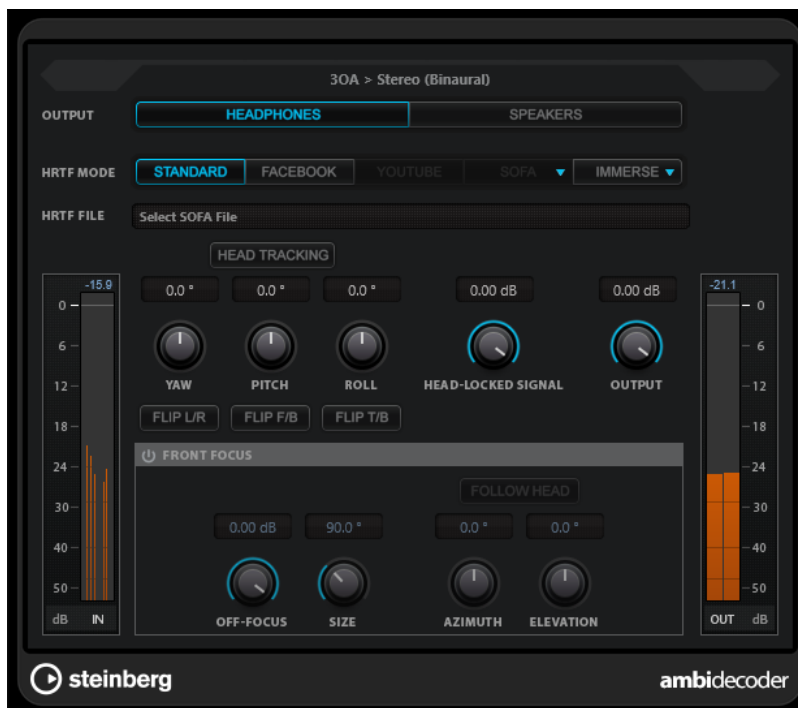 3OA > Stereo (Binaural)
OUTPUT HEADPHONES SPEAKERS
HRTF MODE STANDARD FACEBOOK YOUTUBE SOFA IMMERSE
HRTF FILE Select SOFA File
HEAD TRACKING
-15.9 0.0 ° 0.0 ° 0.0 ° 0.00 dB 0.00 dB -21.1
0 0
6 6
YAW PITCH ROLL HEAD-LOCKED SIGNAL OUTPUT
12 12
FLIP L/R FLIP F/B FLIP T/B
18 18
FRONT FOCUS
24 24
FOLLOW HEAD
30 30
0.00 dB 90.0 ° 0.0 ° 0.0 °
40 40
50 50
OFF-FOCUS SIZE AZIMUTH ELEVATION
dB IN OUT dB
steinberg ambidecoder